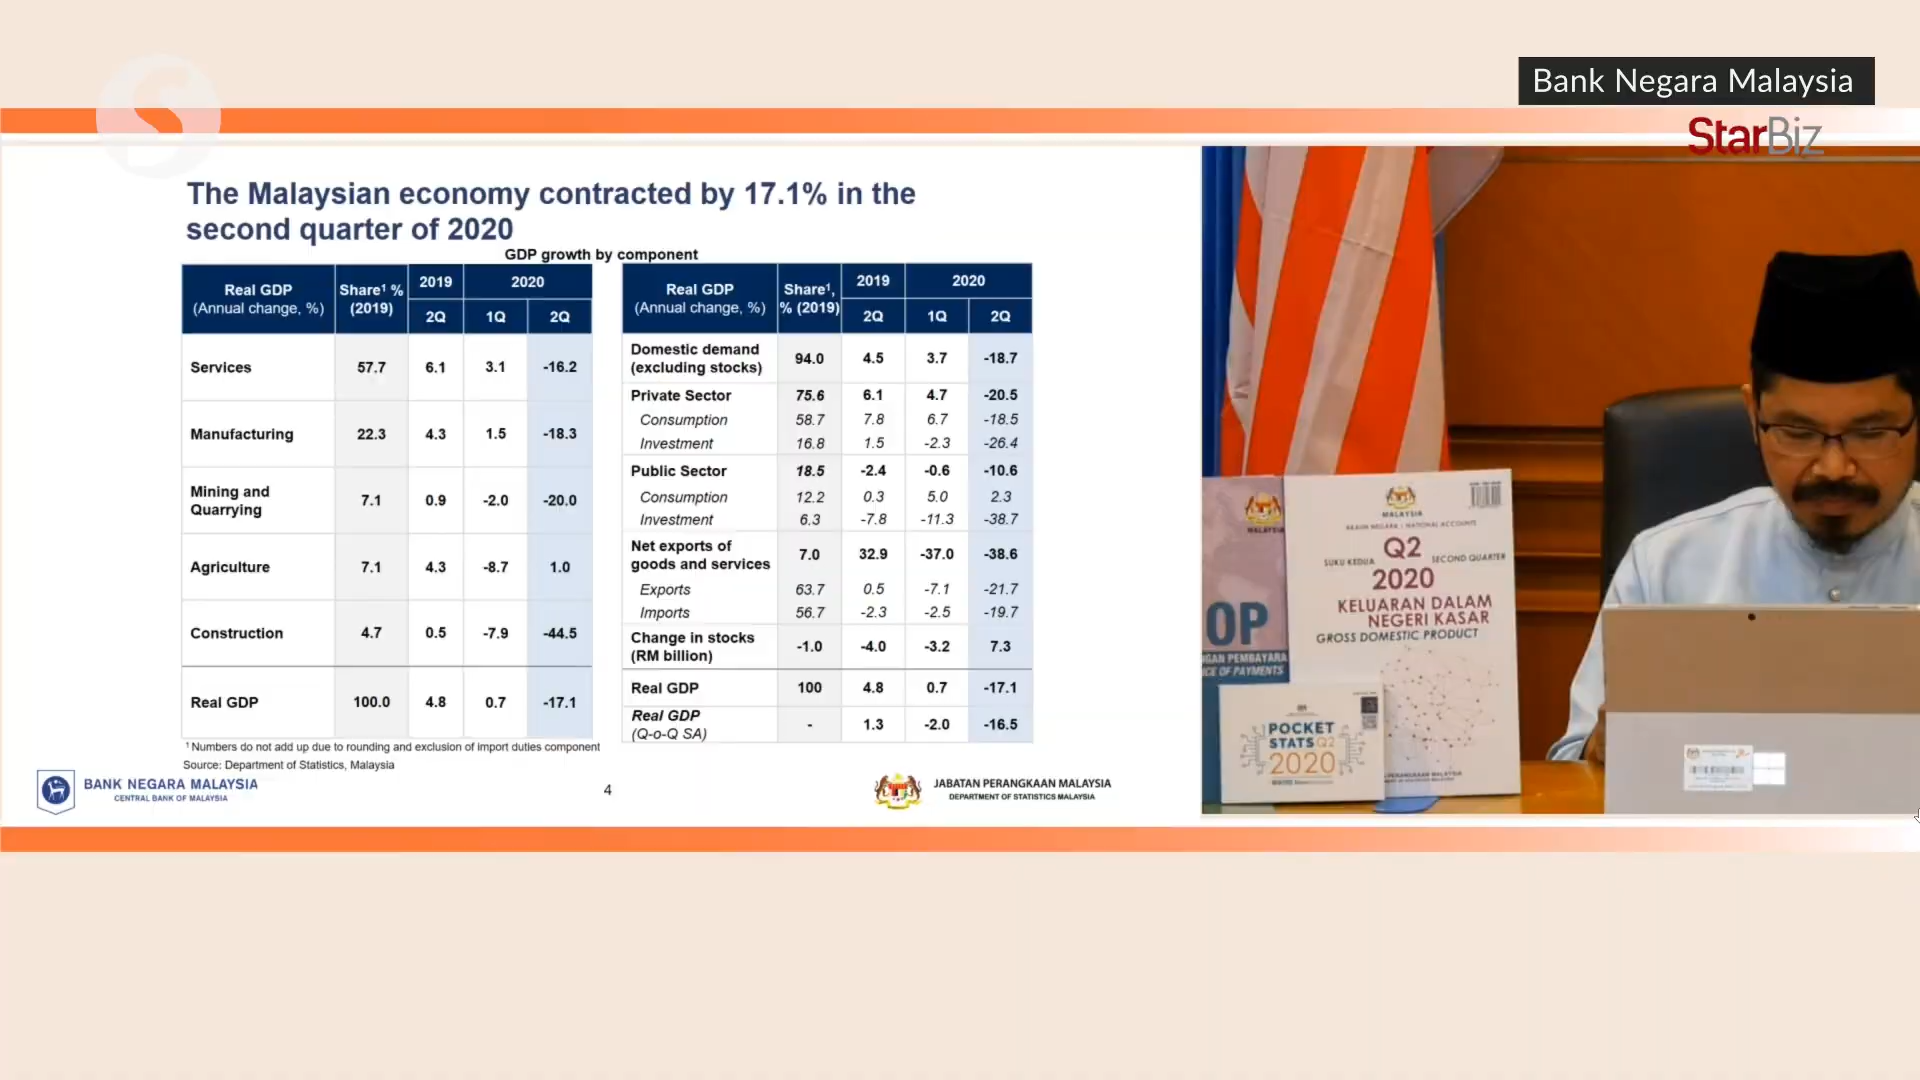 Bank Negara Malaysia
StarBiz
The Malaysian economy contracted by 17.1% in the
second quarter of 2020
GDP growth by component
Real GDP (Annual change, %) Share¹ % (2019) 2019 2020
2Q 1Q 2Q
Services 57.7 6.1 3.1 -16.2
Manufacturing 22.3 4.3 1.5 -18.3
Mining and Quarrying 7.1 0.9 -2.0 -20.0
Agriculture 7.1 4.3 -8.7 1.0
Construction 4.7 0.5 -7.9 -44.5
Real GDP 100.0 4.8 0.7 -17.1
¹ Numbers do not add up due to rounding and exclusion of import duties component
Source: Department of Statistics, Malaysia
Real GDP (Annual change, %) Share¹, % (2019) 2019 2020
2Q 1Q 2Q
Domestic demand (excluding stocks) 94.0 4.5 3.7 -18.7
Private Sector 75.6 6.1 4.7 -20.5
Consumption 58.7 7.8 6.7 -18.5
Investment 16.8 1.5 -2.3 -26.4
Public Sector 18.5 -2.4 -0.6 -10.6
Consumption 12.2 0.3 5.0 2.3
Investment 6.3 -7.8 -11.3 -38.7
Net exports of goods and services 7.0 32.9 -37.0 -38.6
Exports 63.7 0.5 -7.1 -21.7
Imports 56.7 -2.3 -2.5 -19.7
Change in stocks (RM billion) -1.0 -4.0 -3.2 7.3
Real GDP 100 4.8 0.7 -17.1
Real GDP (Q-o-Q SA) - 1.3 -2.0 -16.5
BANK NEGARA MALAYSIA
CENTRAL BANK OF MALAYSIA
4
JABATAN PERANGKAAN MALAYSIA
DEPARTMENT OF STATISTICS MALAYSIA
MALAYSIA
OP
PEMBAYARA
CE OF PAYMENTS
MALAYSIA
NATIONAL ACCOUNTS
Q2
SUKU KEDUA SECOND QUARTER
2020
KELUARAN DALAM
NEGERI KASAR
GROSS DOMESTIC PRODUCT
POCKET
STATS Q2
2020